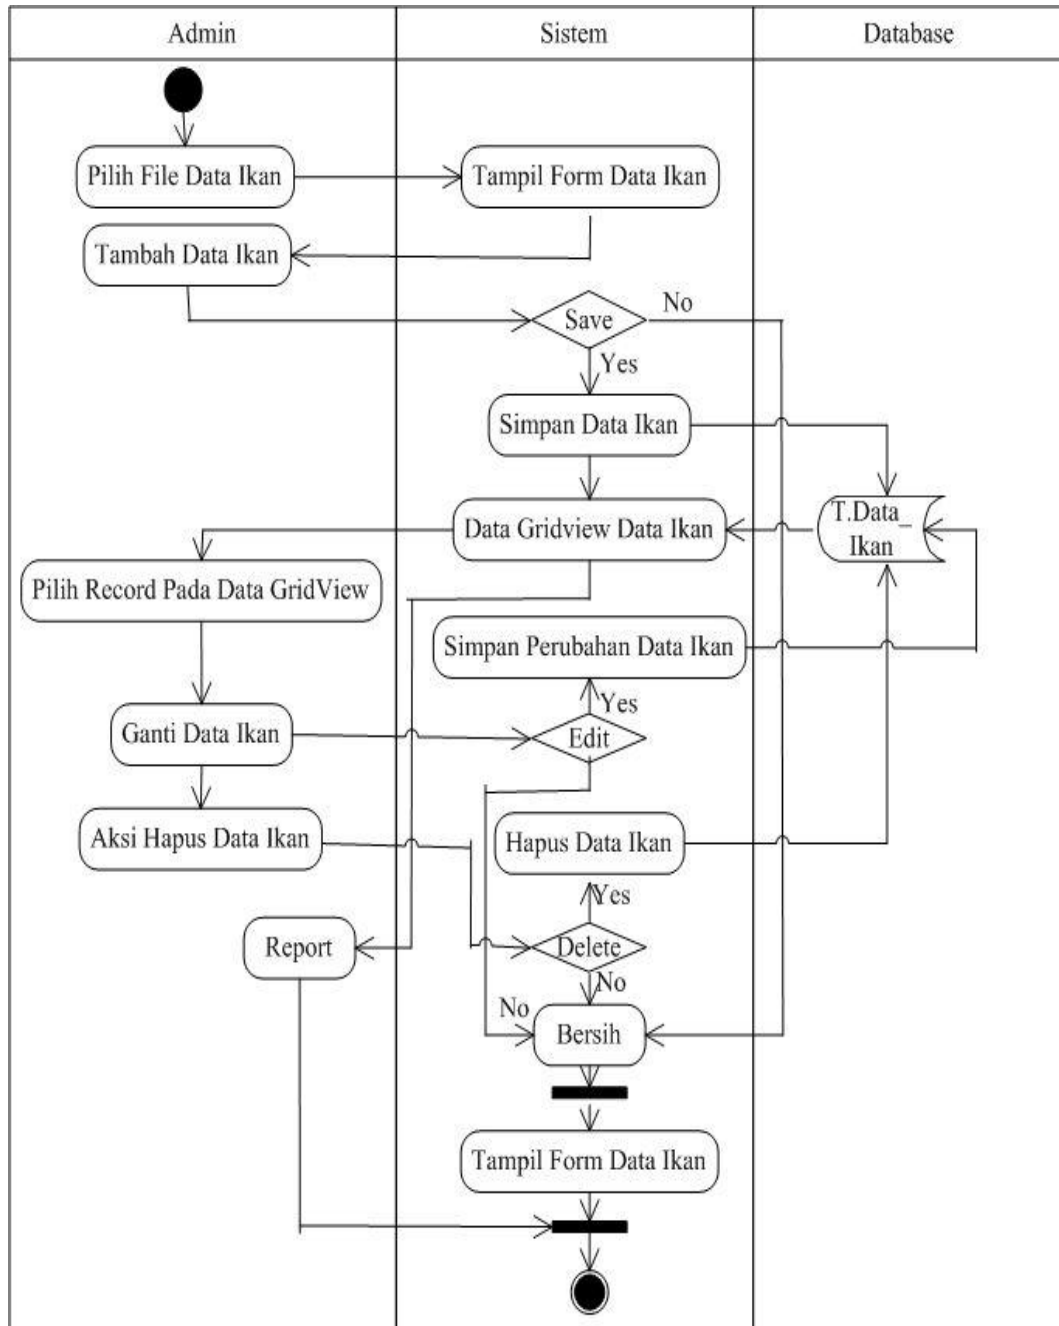 Admin
Sistem
Database
Pilih File Data Ikan
Tampil Form Data Ikan
Tambah Data Ikan
Save
No
Yes
Simpan Data Ikan
Data Gridview Data Ikan
T.Data_
Ikan
Pilih Record Pada Data GridView
Simpan Perubahan Data Ikan
Yes
Ganti Data Ikan
Edit
Aksi Hapus Data Ikan
Hapus Data Ikan
Yes
Report
Delete
No
No
Bersih
Tampil Form Data Ikan